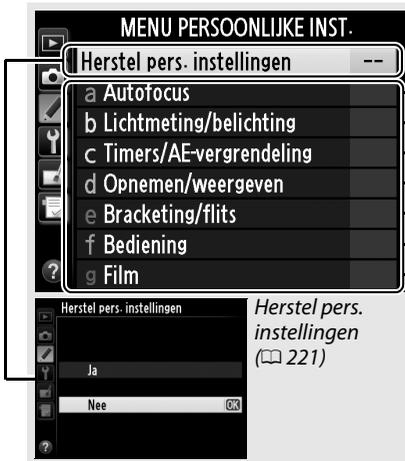 MENU PERSOONLIJKE INST.
Herstel pers. instellingen --
a Autofocus
b Lichtmeting/belichting
c Timers/AE-vergrendeling
d Opnemen/weergeven
e Bracketing/flits
f Bediening
g Film
?
Herstel pers. instellingen
Ja
Nee OK
?
Herstel pers.
instellingen
(📖 221)